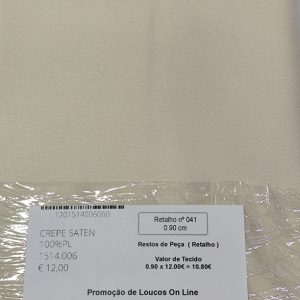 1201514006060
CREPE SATEN
100%PL
1514.006
€ 12,00
Retalho nº 041
0.90 cm
Restos de Peça ( Retalho )
Valor de Tecido
0.90 x 12.00€ = 10.80€
Promoção de Loucos On Line